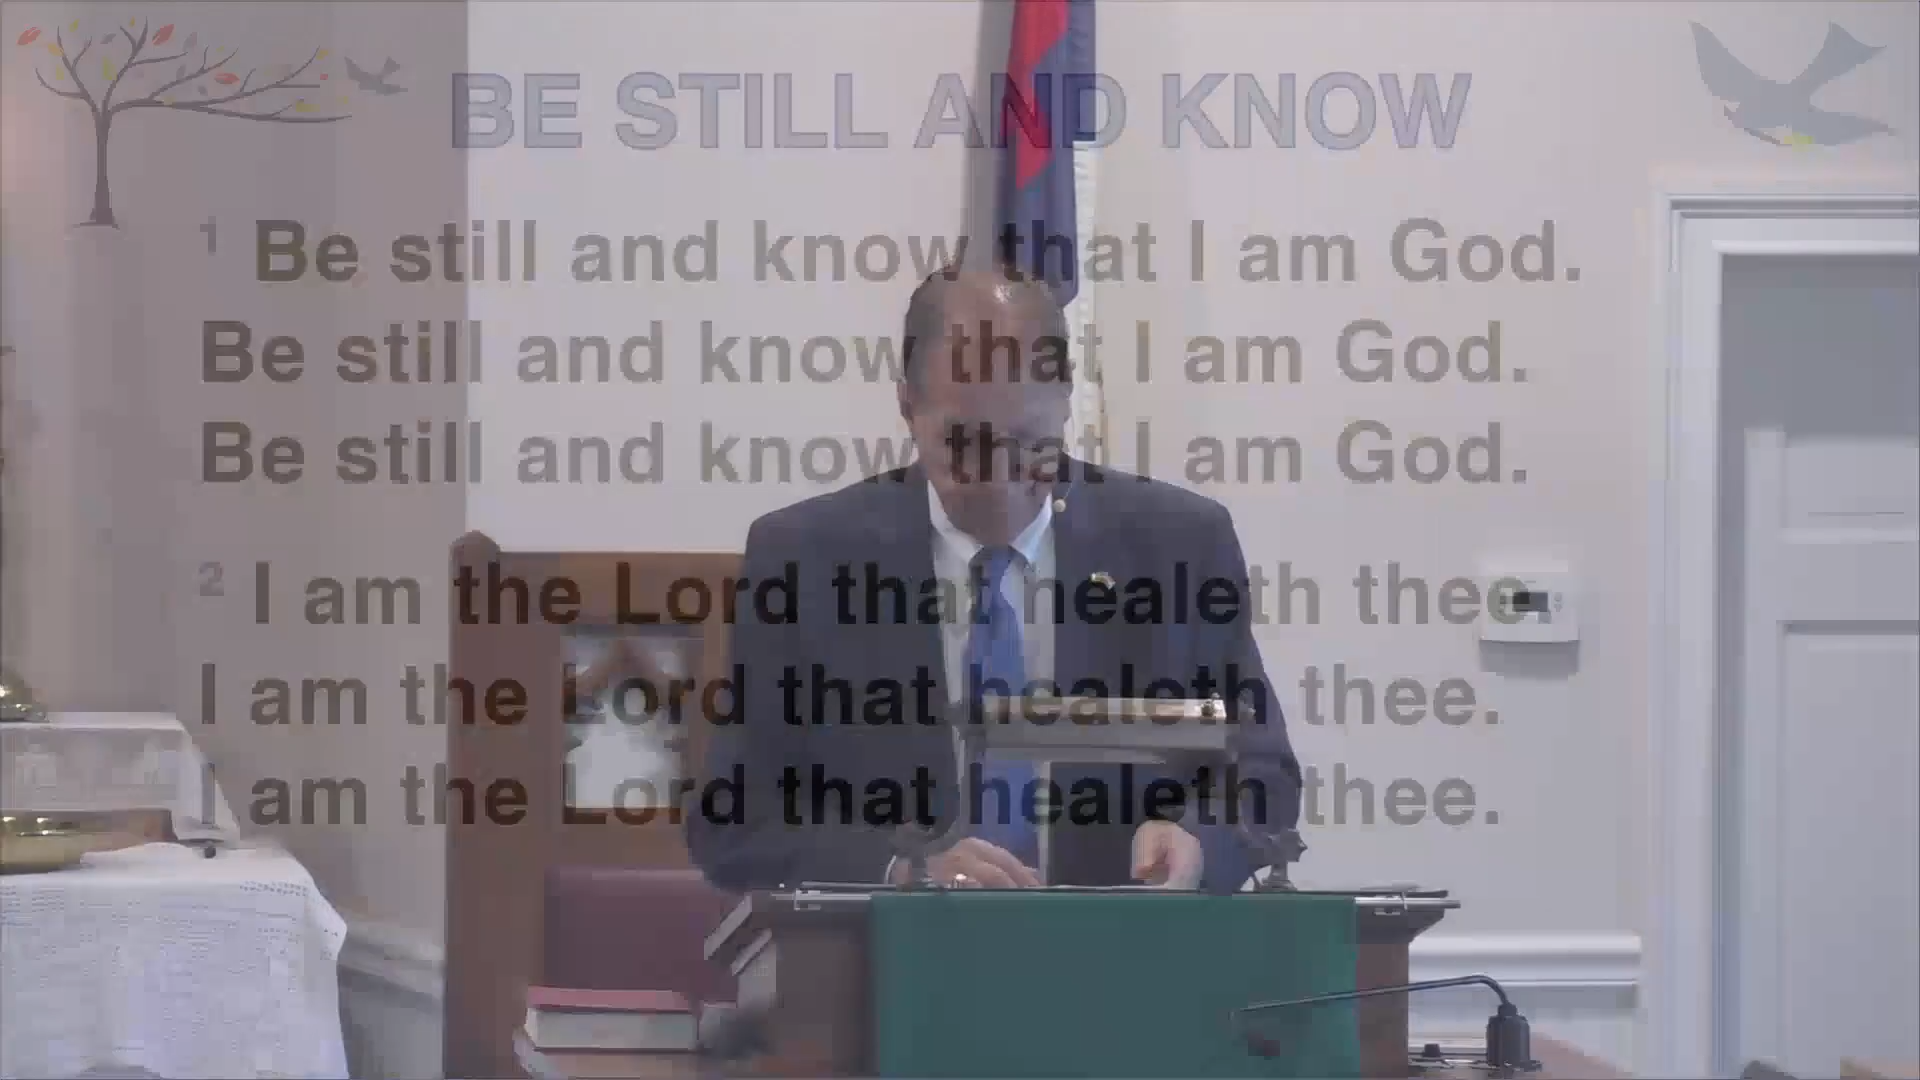 BE STILL AND KNOW
1 Be still and know that I am God.
Be still and know that I am God.
Be still and know that I am God.
2 I am the Lord that healeth thee
I am the Lord that healeth thee.
I am the Lord that healeth thee.